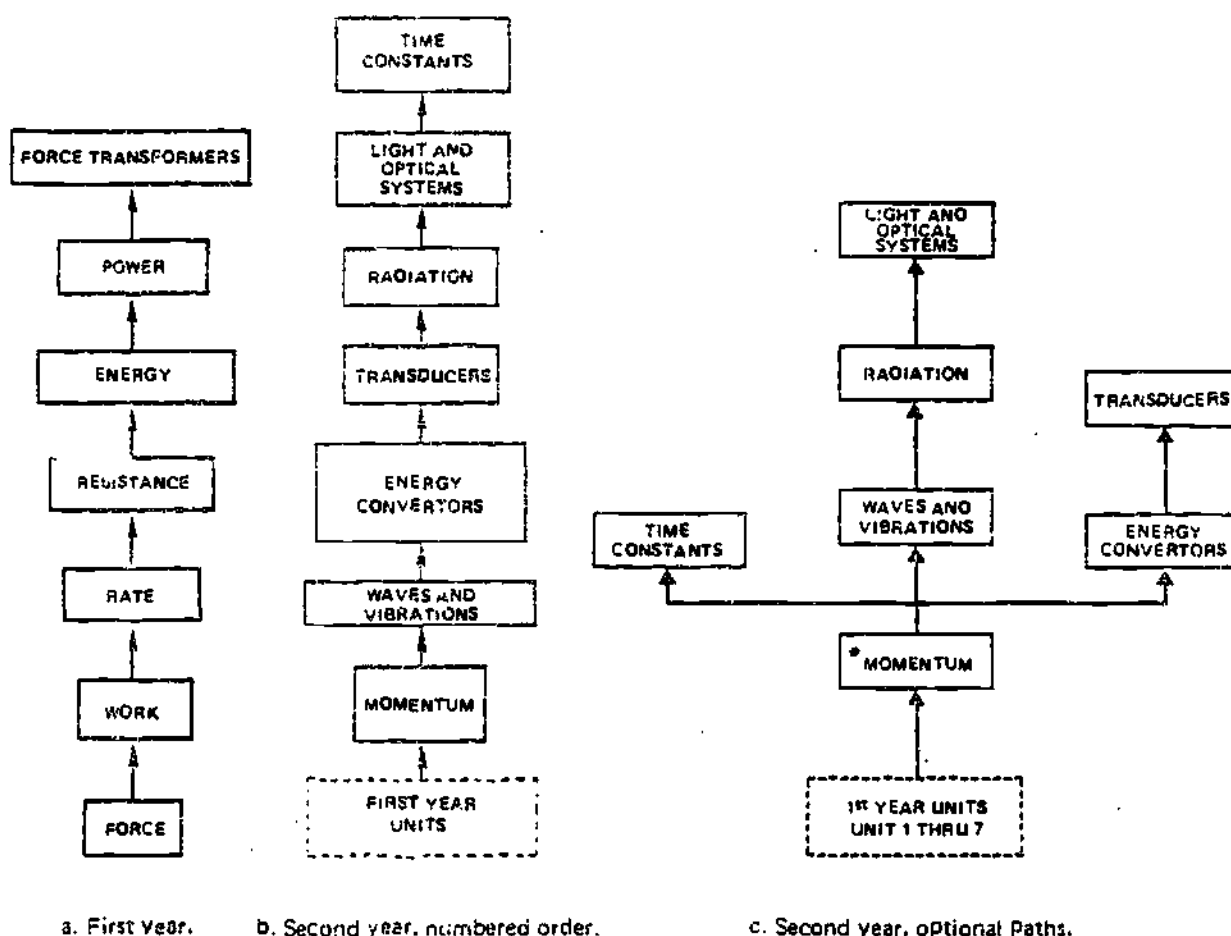 FORCE TRANSFORMERS
POWER
ENERGY
RESISTANCE
RATE
WORK
FORCE
a. First year.
TIME
CONSTANTS
LIGHT AND
OPTICAL
SYSTEMS
RADIATION
TRANSDUCERS
ENERGY
CONVERTORS
WAVES AND
VIBRATIONS
MOMENTUM
FIRST YEAR
UNITS
b. Second year, numbered order.
LIGHT AND
OPTICAL
SYSTEMS
RADIATION
TRANSDUCERS
WAVES AND
VIBRATIONS
TIME
CONSTANTS
ENERGY
CONVERTORS
*MOMENTUM
1st YEAR UNITS
UNIT 1 THRU 7
c. Second year, optional Paths.